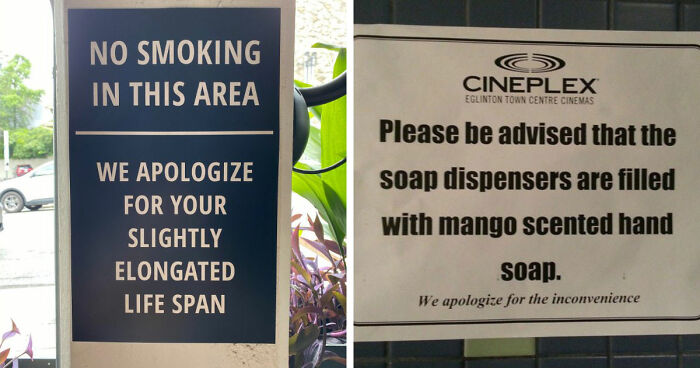 NO SMOKING
IN THIS AREA
WE APOLOGIZE
FOR YOUR
SLIGHTLY
ELONGATED
LIFE SPAN
CINEPLEX
EGLINTON TOWN CENTRE CINEMAS
Please be advised that the
soap dispensers are filled
with mango scented hand
soap.
We apologize for the inconvenience